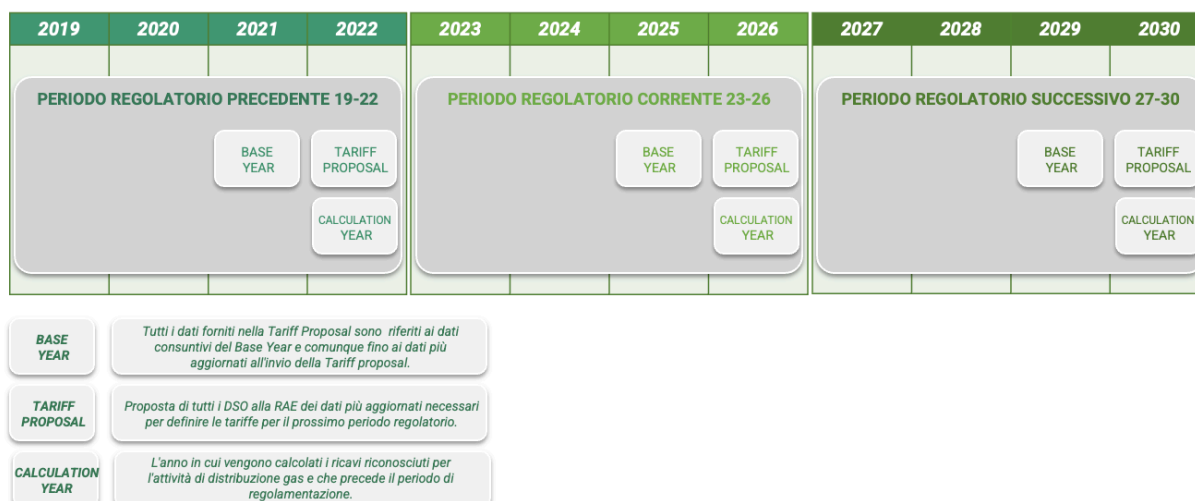 2019 2020 2021 2022 2023 2024 2025 2026 2027 2028 2029 2030
PERIODO REGOLATORIO PRECEDENTE 19-22
BASE
YEAR
TARIFF
PROPOSAL
CALCULATION
YEAR
PERIODO REGOLATORIO CORRENTE 23-26
BASE
YEAR
TARIFF
PROPOSAL
CALCULATION
YEAR
PERIODO REGOLATORIO SUCCESSIVO 27-30
BASE
YEAR
TARIFF
PROPOSAL
CALCULATION
YEAR
BASE
YEAR
Tutti i dati forniti nella Tariff Proposal sono riferiti ai dati
consuntivi del Base Year e comunque fino ai dati più
aggiornati all'invio della Tariff proposal.
TARIFF
PROPOSAL
Proposta di tutti i DSO alla RAE dei dati più aggiornati necessari
per definire le tariffe per il prossimo periodo regolatorio.
CALCULATION
YEAR
L'anno in cui vengono calcolati i ricavi riconosciuti per
l'attività di distribuzione gas e che precede il periodo di
regolamentazione.